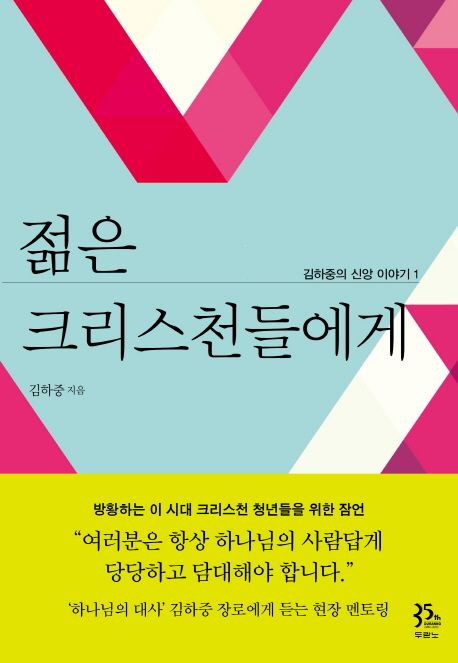 젊은
김하중의 신앙 이야기 1
크리스천들에게
김하중 지음
방황하는 이 시대 크리스천 청년들을 위한 잠언
“여러분은 항상 하나님의 사람답게
당당하고 담대해야 합니다.”
‘하나님의 대사’ 김하중 장로에게 듣는 현장 멘토링
35th
두란노